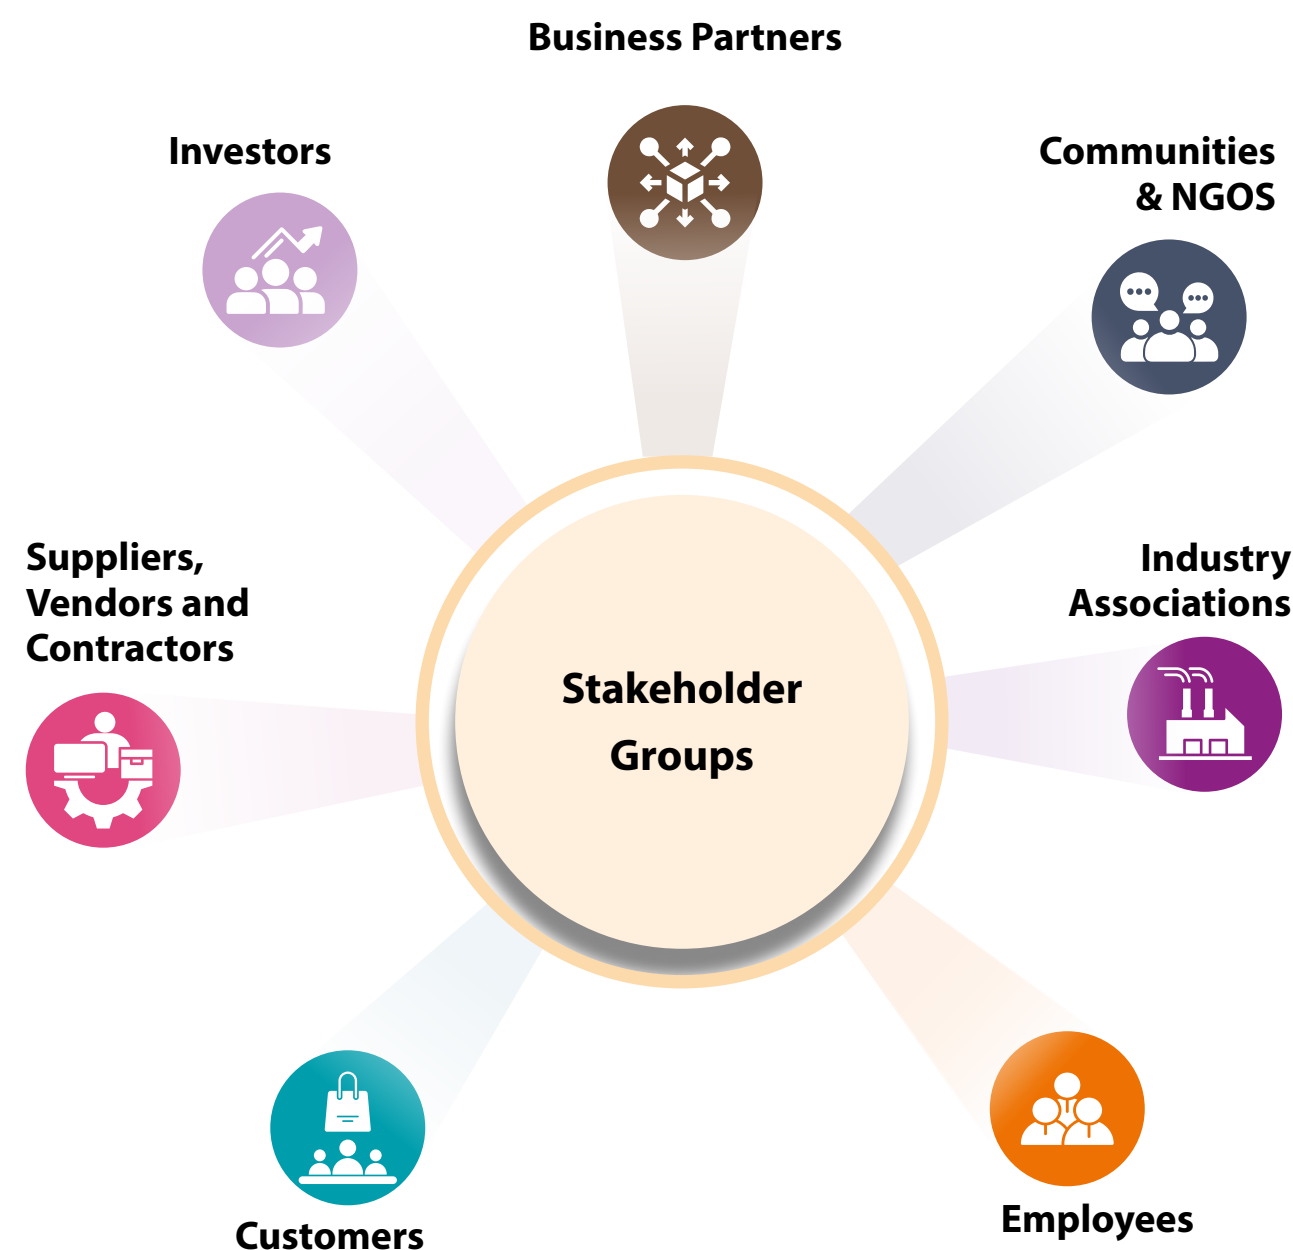 Business Partners
Investors
Communities
& NGOS
Suppliers,
Vendors and
Contractors
Industry
Associations
Stakeholder
Groups
Customers
Employees